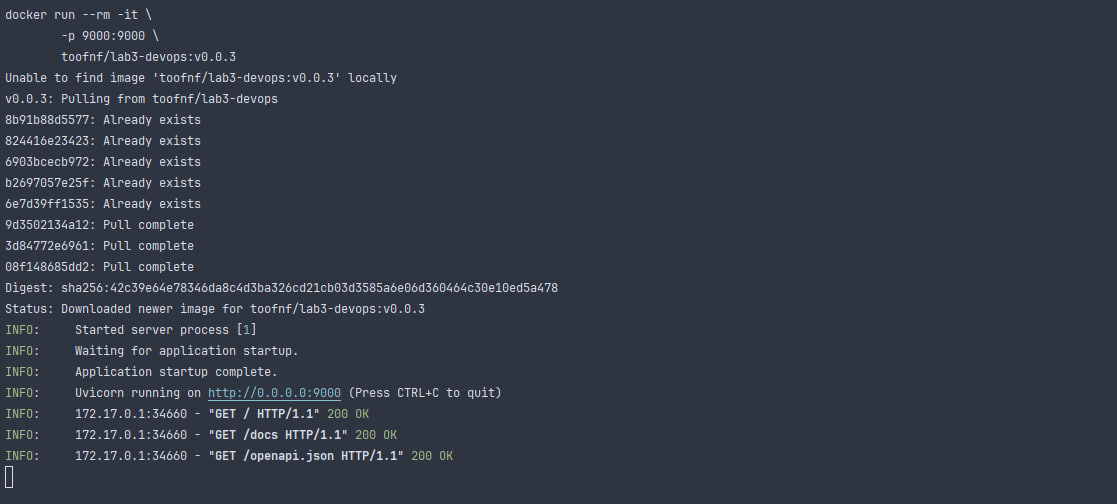 docker run --rm -it \
-p 9000:9000 \
toofnf/lab3-devops:v0.0.3
Unable to find image 'toofnf/lab3-devops:v0.0.3' locally
v0.0.3: Pulling from toofnf/lab3-devops
8b91b88d5577: Already exists
824416e23423: Already exists
6903bcecb972: Already exists
b2697057e25f: Already exists
6e7d39ff1535: Already exists
9d3502134a12: Pull complete
3d84772e6961: Pull complete
08f148685dd2: Pull complete
Digest: sha256:42c39e64e78346da8c4d3ba326cd21cb03d3585a6e06d360464c30e10ed5a478
Status: Downloaded newer image for toofnf/lab3-devops:v0.0.3
INFO:     Started server process [1]
INFO:     Waiting for application startup.
INFO:     Application startup complete.
INFO:     Uvicorn running on http://0.0.0.0:9000 (Press CTRL+C to quit)
INFO:     172.17.0.1:34660 - "GET / HTTP/1.1" 200 OK
INFO:     172.17.0.1:34660 - "GET /docs HTTP/1.1" 200 OK
INFO:     172.17.0.1:34660 - "GET /openapi.json HTTP/1.1" 200 OK